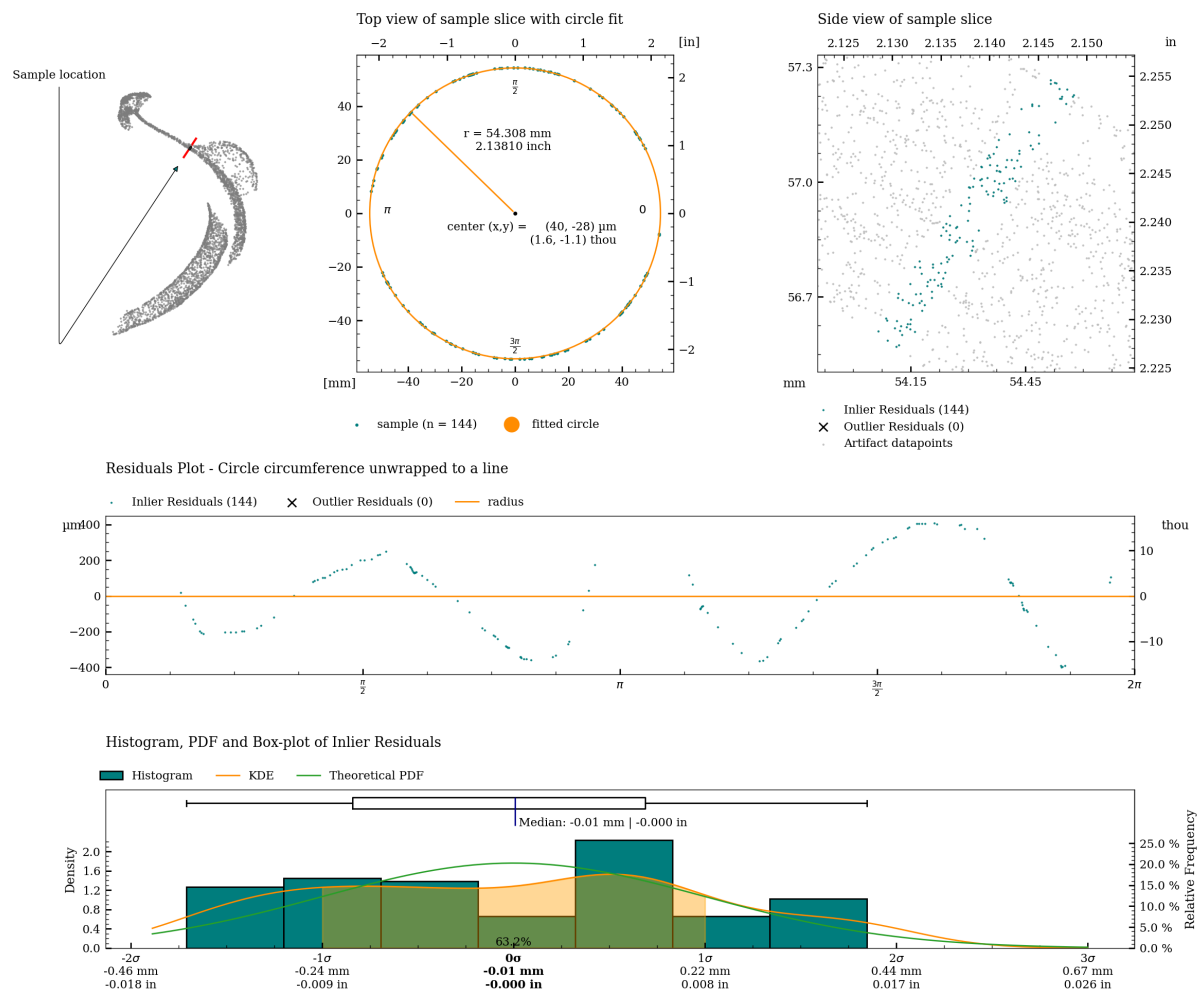 Sample location
Top view of sample slice with circle fit
−2 −1 0 1 2 [in]
40 20 0 −20 −40
2 1 0 −1 −2
π/2
r = 54.308 mm
2.13810 inch
π 0
center (x,y) = (40, -28) µm
(1.6, -1.1) thou
3π/2
[mm] −40 −20 0 20 40
sample (n = 144) fitted circle
Side view of sample slice
2.125 2.130 2.135 2.140 2.145 2.150 in
57.3 57.0 56.7
2.255 2.250 2.245 2.240 2.235 2.230 2.225
mm 54.15 54.45
Inlier Residuals (144)
Outlier Residuals (0)
Artifact datapoints
Residuals Plot - Circle circumference unwrapped to a line
Inlier Residuals (144) Outlier Residuals (0) radius
µm 400 200 0 −200 −400
thou 10 0 −10
0 π/2 π 3π/2 2π
Histogram, PDF and Box-plot of Inlier Residuals
Histogram KDE Theoretical PDF
Median: -0.01 mm | -0.000 in
Density
2.0 1.6 1.2 0.8 0.4 0.0
25.0 % 20.0 % 15.0 % 10.0 % 5.0 % 0.0 %
Relative Frequency
63.2%
-2σ -1σ 0σ 1σ 2σ 3σ
-0.46 mm -0.24 mm -0.01 mm 0.22 mm 0.44 mm 0.67 mm
-0.018 in -0.009 in -0.000 in 0.008 in 0.017 in 0.026 in